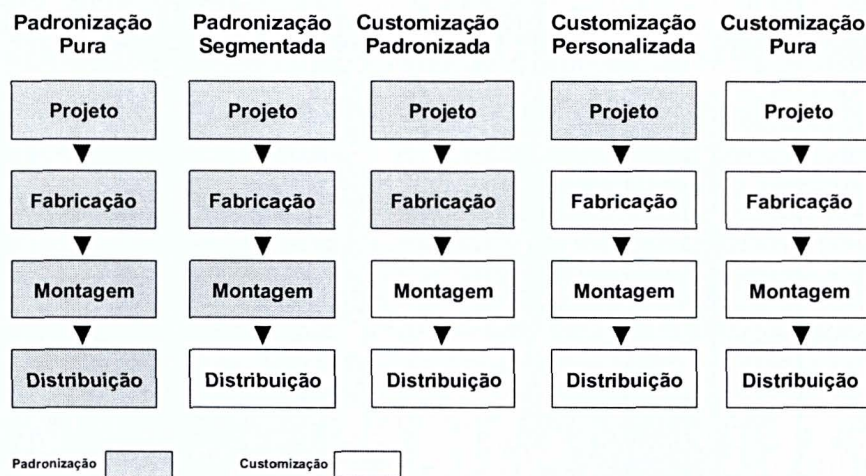 Padronização Pura
Padronização Segmentada
Customização Padronizada
Customização Personalizada
Customização Pura
Projeto
Projeto
Projeto
Projeto
Projeto
Fabricação
Fabricação
Fabricação
Fabricação
Fabricação
Montagem
Montagem
Montagem
Montagem
Montagem
Distribuição
Distribuição
Distribuição
Distribuição
Distribuição
Padronização
Customização